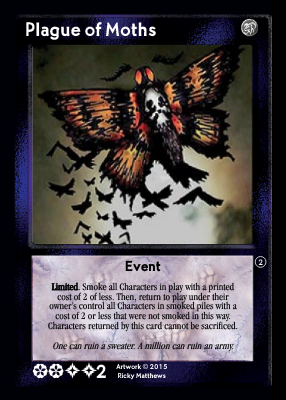 Plague of Moths
Event
2
Limited. Smoke all Characters in play with a printed
cost of 2 of less. Then, return to play under their
owner's control all Characters in smoked piles with a
cost of 2 or less that were not smoked in this way.
Characters returned by this card cannot be sacrificed.
One can ruin a sweater. A million can ruin an army.
2
Artwork © 2015
Ricky Matthews